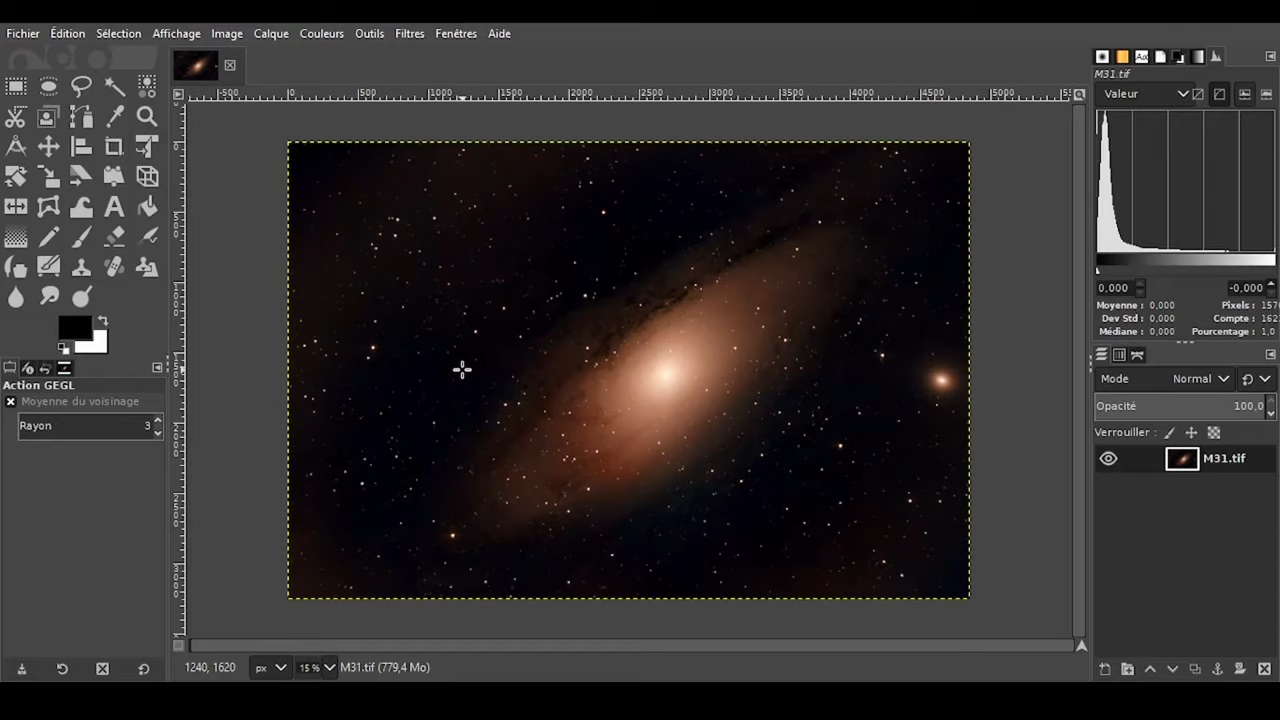 Fichier Édition Sélection Affichage Image Calque Couleurs Outils Filtres Fenêtres Aide
M31.tif
-500 0 500 1000 1500 2000 2500 3000 3500 4000 4500 5000
Valeur
0,000 -0,000
Moyenne : 0,000 Pixels: 157
Dev Std : 0,000 Compte : 162
Médiane : 0,000 Pourcentage : 1,0
Action GEGL
Moyenne du voisinage
Rayon 3
Mode Normal
Opacité 100,0
Verrouiller :
M31.tif
1240, 1620 px 15 % M31.tif (779,4 Mo)